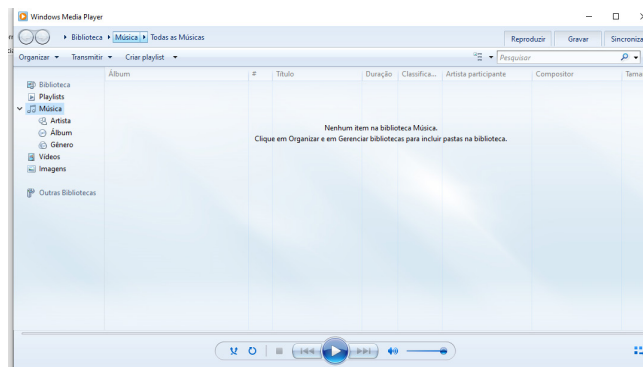 Windows Media Player
Biblioteca Música Todas as Músicas
Reproduzir Gravar Sincroniza
Organizar Transmitir Criar playlist Pesquisar
Álbum # Título Duração Classifica... Artista participante Compositor Tama
Biblioteca
Playlists
Música
Artista
Álbum
Gênero
Vídeos
Imagens
Outras Bibliotecas
Nenhum item na biblioteca Música.
Clique em Organizar e em Gerenciar bibliotecas para incluir pastas na biblioteca.